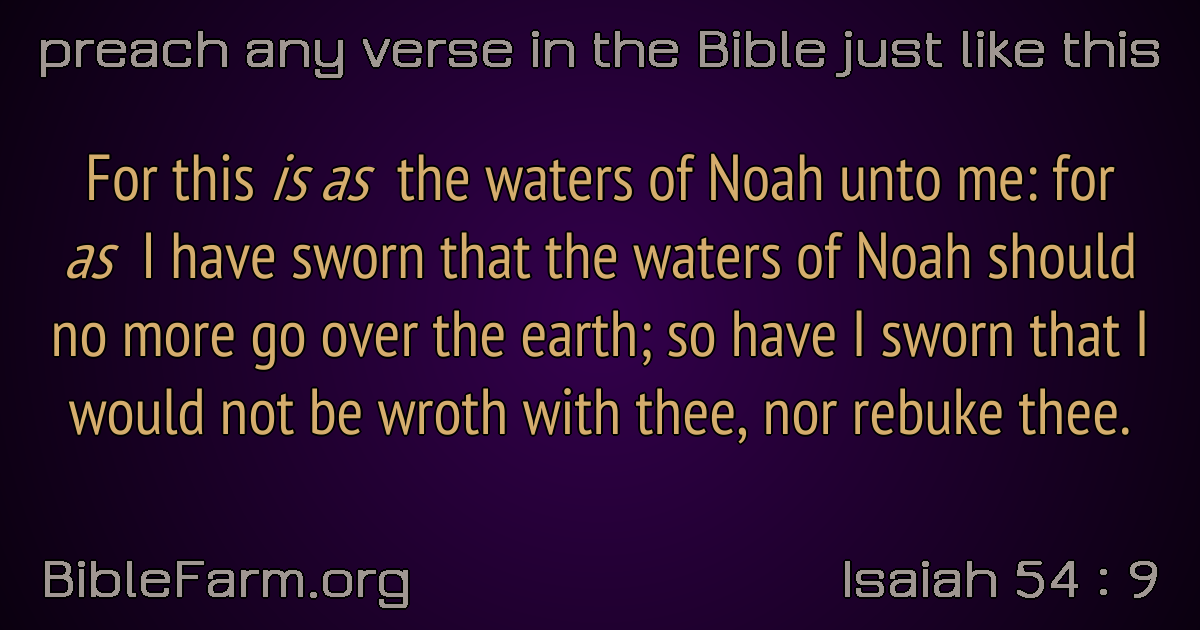 preach any verse in the Bible just like this
For this is as the waters of Noah unto me: for
as I have sworn that the waters of Noah should
no more go over the earth; so have I sworn that I
would not be wroth with thee, nor rebuke thee.
BibleFarm.org
Isaiah 54 : 9